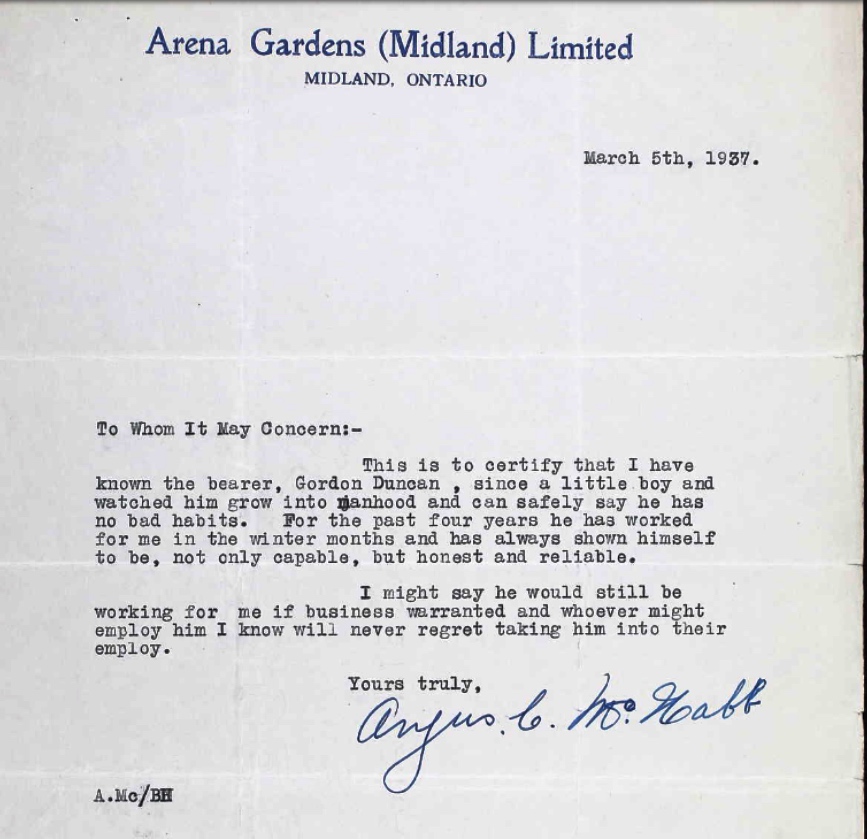 Arena Gardens (Midland) Limited
MIDLAND, ONTARIO
March 5th, 1937.
To Whom It May Concern:-
This is to certify that I have
known the bearer, Gordon Duncan , since a little boy and
watched him grow into manhood and can safely say he has
no bad habits. For the past four years he has worked
for me in the winter months and has always shown himself
to be, not only capable, but honest and reliable.
I might say he would still be
working for me if business warranted and whoever might
employ him I know will never regret taking him into their
employ.
Yours truly,
Angus. C. Mc.
A.Mc/BH